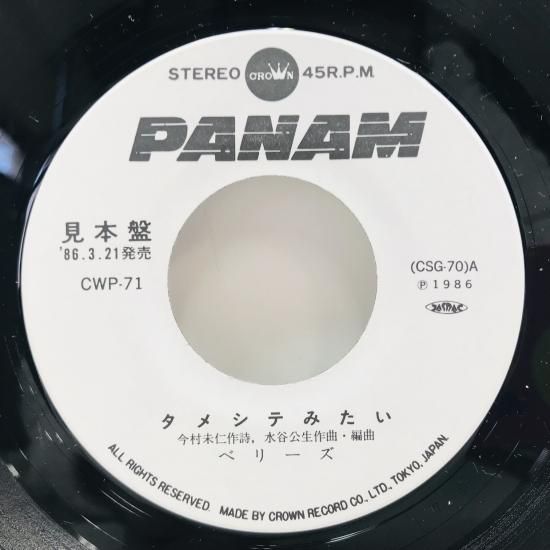 STEREO CROWN 45R.P.M.
PANAM
見本盤
'86.3.21発売
CWP-71
(CSG-70)A
℗1986
JASRAC
タメシテみたい
今村未仁作詩, 水谷公生作曲・編曲
ベリーズ
ALL RIGHTS RESERVED. MADE BY CROWN RECORD CO., LTD., TOKYO, JAPAN.